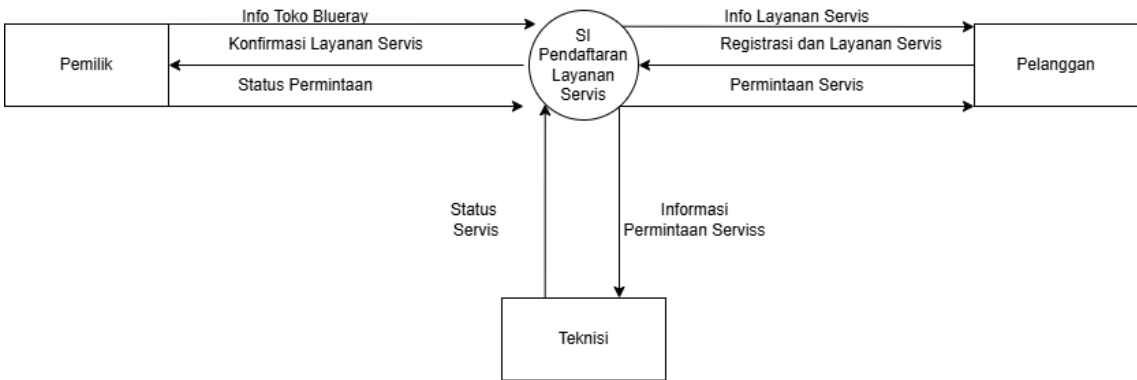 Info Toko Blueray
Konfirmasi Layanan Servis
Status Permintaan
Pemilik
SI
Pendaftaran
Layanan
Servis
Info Layanan Servis
Registrasi dan Layanan Servis
Permintaan Servis
Pelanggan
Status
Servis
Informasi
Permintaan Serviss
Teknisi